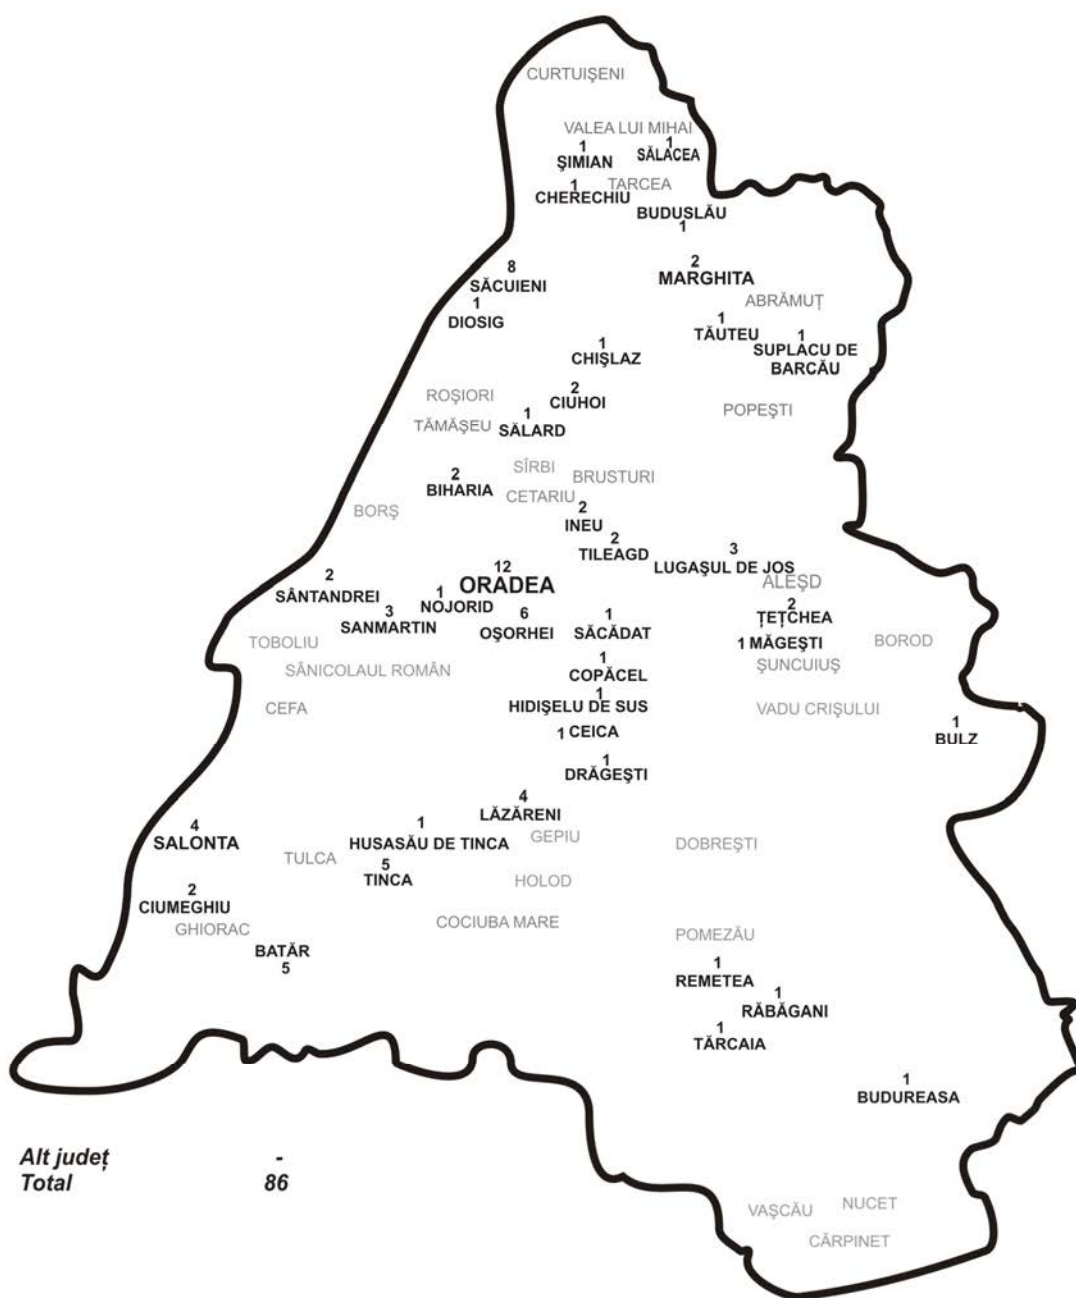 CURTUIŞENI
VALEA LUI MIHAI
1
ŞIMIAN
1
SĂLACEA
TARCEA
1
CHERECHIU
BUDUSLĂU
1
2
MARGHITA
8
SĂCUIENI
1
DIOSIG
ABRĂMUŢ
1
TĂUTEU
1
SUPLACU DE
BARCĂU
1
CHIŞLAZ
ROŞIORI
2
CIUHOI
POPEŞTI
TĂMĂŞEU
1
SĂLARD
SÎRBI
BRUSTURI
2
BIHARIA
CETARIU
BORŞ
2
INEU
2
TILEAGD
3
LUGAŞUL DE JOS
ALEŞD
12
ORADEA
2
SÂNTANDREI
1
NOJORID
3
SANMARTIN
6
OŞORHEI
1
SĂCĂDAT
2
ŢEŢCHEA
1 MĂGEŞTI
BOROD
TOBOLIU
SÂNICOLAUL ROMÂN
ŞUNCUIUŞ
1
COPĂCEL
1
HIDIŞELU DE SUS
CEFA
VADU CRIŞULUI
1 CEICA
1
BULZ
1
DRĂGEŞTI
4
LĂZĂRENI
4
SALONTA
1
HUSASĂU DE TINCA
GEPIU
DOBREŞTI
TULCA
5
TINCA
HOLOD
2
CIUMEGHIU
GHIORAC
COCIUBA MARE
POMEZĂU
BATĂR
5
1
REMETEA
1
RĂBĂGANI
1
TĂRCAIA
1
BUDUREASA
Alt județ -
Total 86
NUCET
VAŞCĂU
CĂRPINET